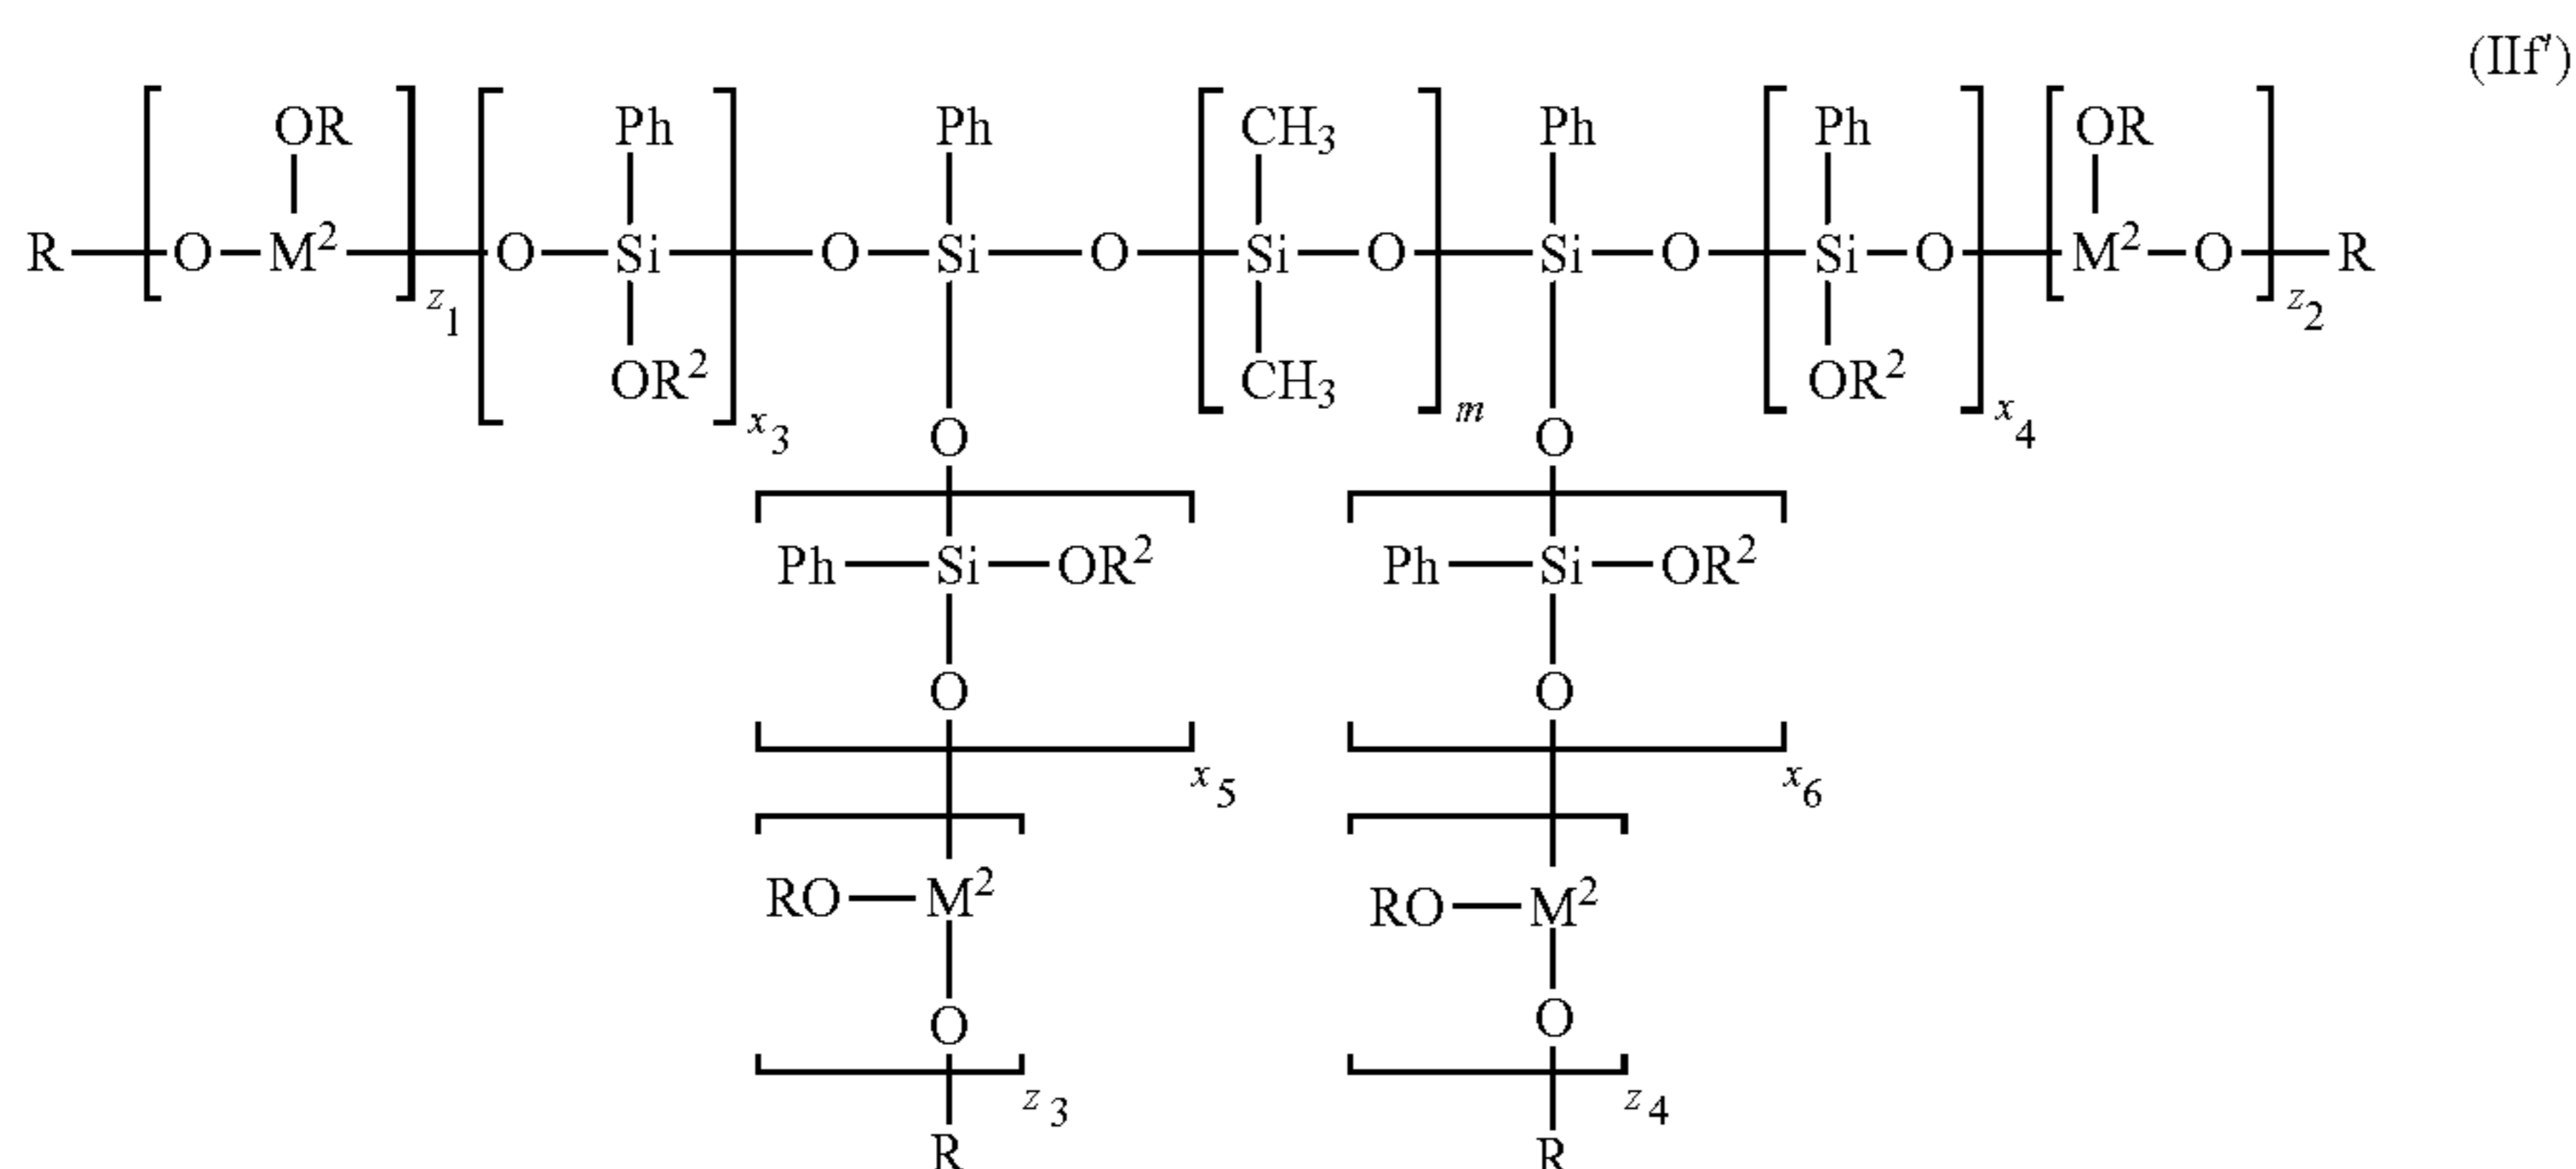 (IIf')
OR Ph Ph CH3 Ph Ph OR
R O M2 O Si O Si O Si O Si O Si O M2 O R
z1 z2
OR2 CH3 OR2
x3 m x4
O O
Ph Si OR2 Ph Si OR2
O O
x5 x6
RO M2 RO M2
O O
z3 z4
R R